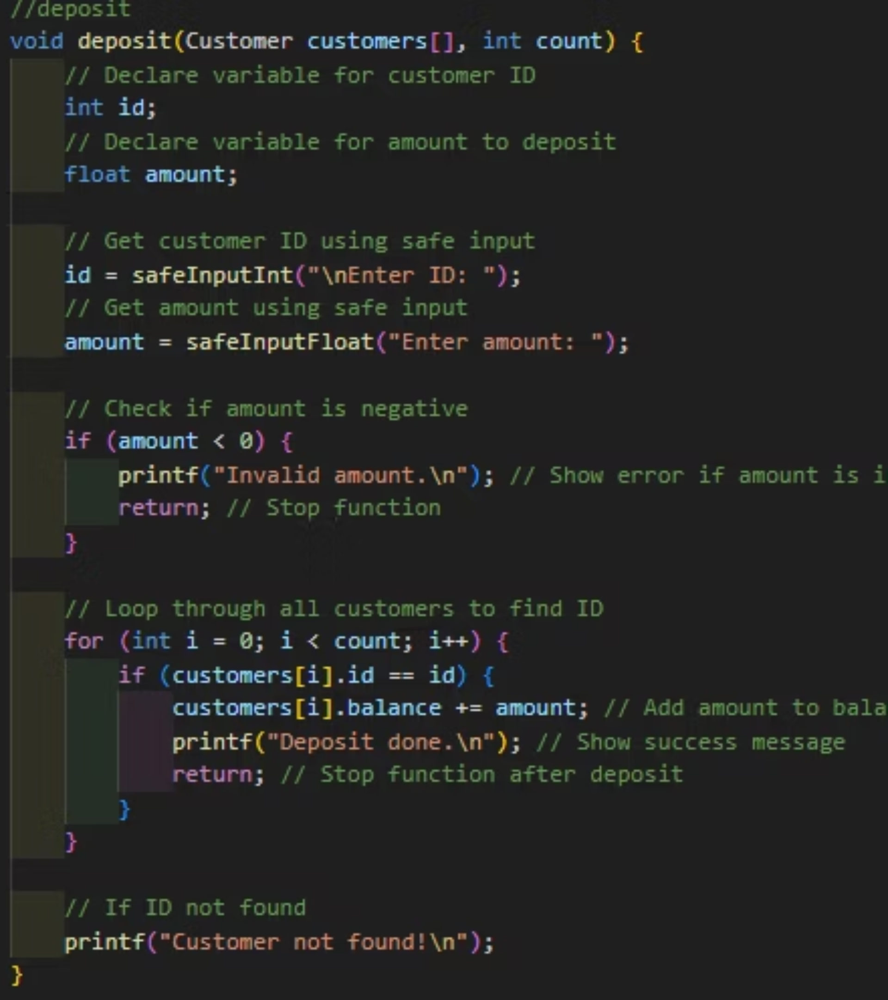 //deposit
void deposit(Customer customers[], int count) {
    // Declare variable for customer ID
    int id;
    // Declare variable for amount to deposit
    float amount;

    // Get customer ID using safe input
    id = safeInputInt("\nEnter ID: ");
    // Get amount using safe input
    amount = safeInputFloat("Enter amount: ");

    // Check if amount is negative
    if (amount < 0) {
        printf("Invalid amount.\n"); // Show error if amount is
        return; // Stop function
    }

    // Loop through all customers to find ID
    for (int i = 0; i < count; i++) {
        if (customers[i].id == id) {
            customers[i].balance += amount; // Add amount to
            printf("Deposit done.\n"); // Show success message
            return; // Stop function after deposit
        }
    }

    // If ID not found
    printf("Customer not found!\n");
}